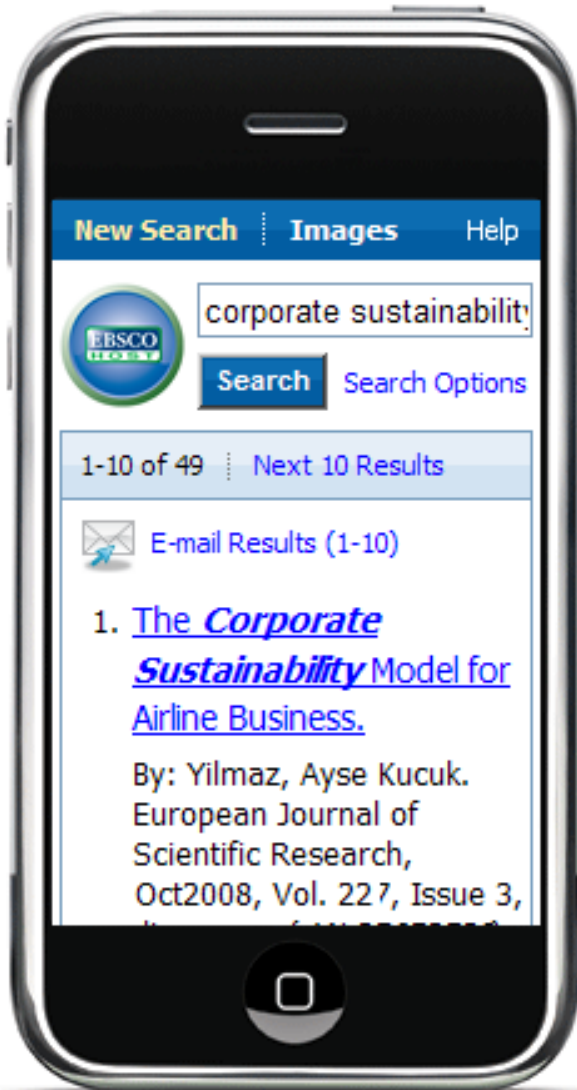 New Search Images Help
EBSCO
HOST
corporate sustainability
Search Search Options
1-10 of 49 Next 10 Results
E-mail Results (1-10)
1. The Corporate
Sustainability Model for
Airline Business.
By: Yilmaz, Ayse Kucuk.
European Journal of
Scientific Research,
Oct2008, Vol. 227, Issue 3,